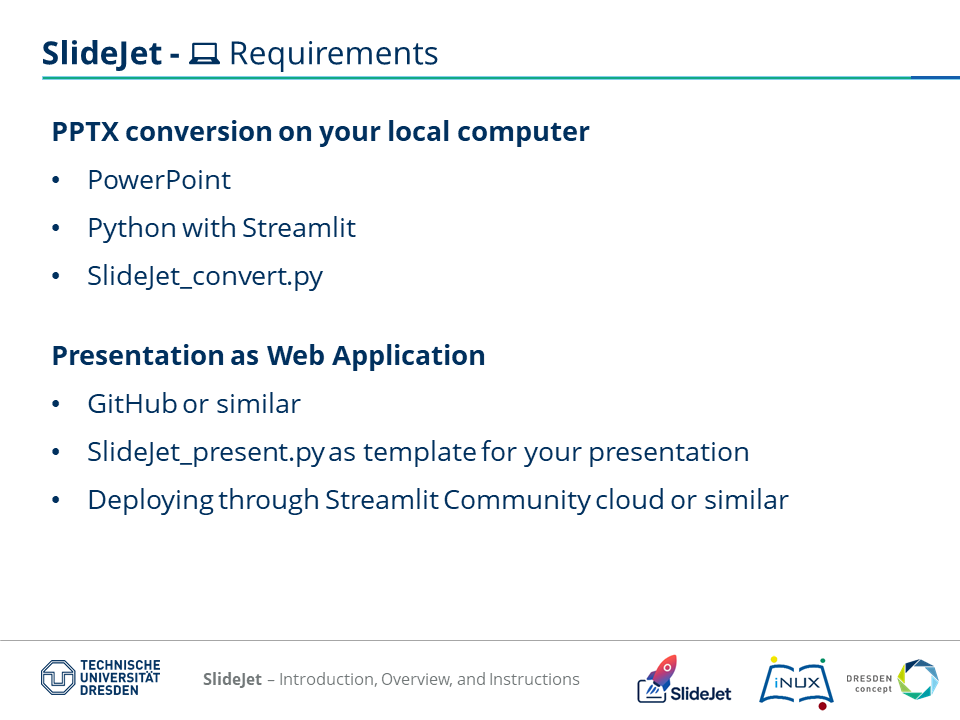 SlideJet - 💻 Requirements
PPTX conversion on your local computer
• PowerPoint
• Python with Streamlit
• SlideJet_convert.py
Presentation as Web Application
• GitHub or similar
• SlideJet_present.py as template for your presentation
• Deploying through Streamlit Community cloud or similar
TECHNISCHE
UNIVERSITÄT
DRESDEN
SlideJet – Introduction, Overview, and Instructions
SlideJet
iNUX
DRESDEN
concept